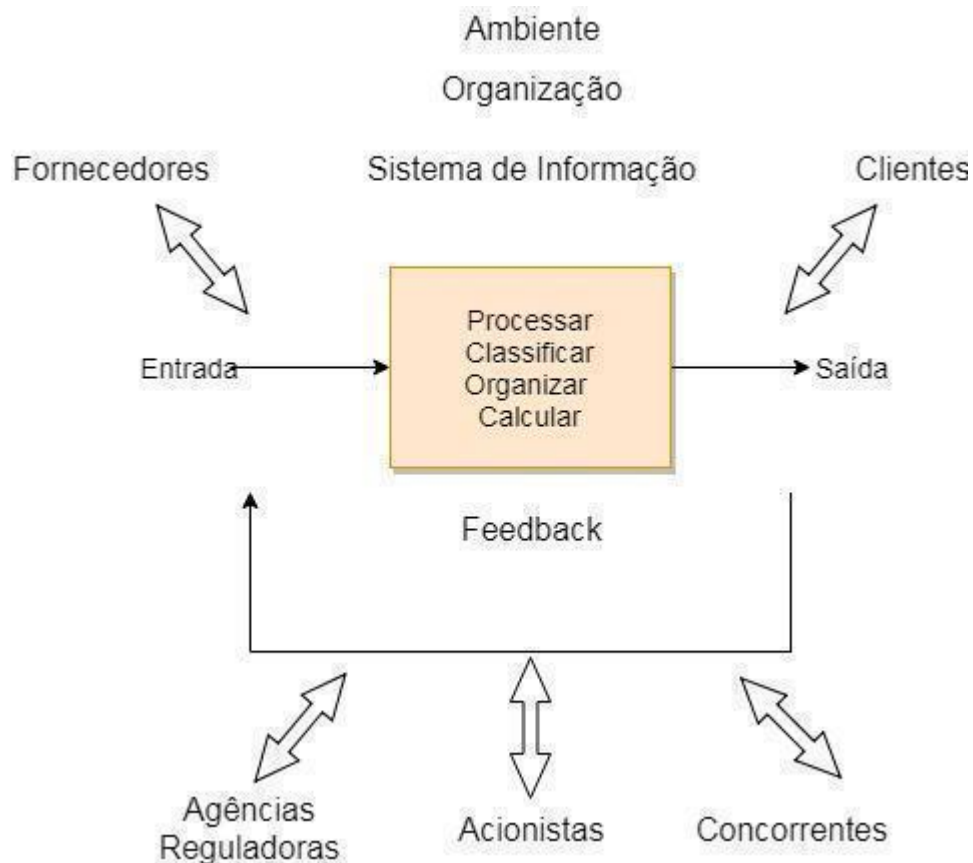 Ambiente
Organização
Fornecedores
Sistema de Informação
Clientes
Processar
Classificar
Organizar
Calcular
Entrada
Saída
Feedback
Agências
Reguladoras
Acionistas
Concorrentes